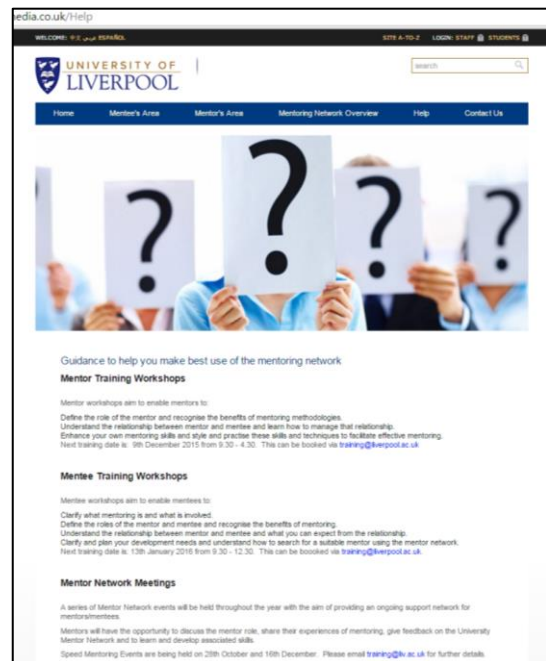 edia.co.uk/Help
WELCOME: 中文 عربي ESPAÑOL
SITE A-TO-Z LOGIN: STAFF STUDENTS
UNIVERSITY OF
LIVERPOOL
search
Home Mentee's Area Mentor's Area Mentoring Network Overview Help Contact Us
? ? ? ? ?
Guidance to help you make best use of the mentoring network
Mentor Training Workshops
Mentor workshops aim to enable mentors to:
Define the role of the mentor and recognise the benefits of mentoring methodologies.
Understand the relationship between mentor and mentee and learn how to manage that relationship.
Enhance your own mentoring skills and style and practise these skills and techniques to facilitate effective mentoring.
Next training date is: 9th December 2015 from 9.30 - 4.30. This can be booked via training@liverpool.ac.uk
Mentee Training Workshops
Mentee workshops aim to enable mentees to:
Clarify what mentoring is and what is involved.
Define the roles of the mentor and mentee and recognise the benefits of mentoring.
Understand the relationship between mentor and mentee and what you can expect from the relationship.
Clarify and plan your development needs and understand how to search for a suitable mentor using the mentor network.
Next training date is: 13th January 2016 from 9.30 - 12.30. This can be boooked via training@liverpool.ac.uk.
Mentor Network Meetings
A series of Mentor Network events will be held throughout the year with the aim of providing an ongoing support network for
mentors/mentees.
Mentors will have the opportunity to discuss the mentor role, share their experiences of mentoring, give feedback on the University
Mentor Network and to learn and develop associated skills.
Speed Mentoring Events are being held on 28th October and 16th December. Please email training@liv.ac.uk for further details.